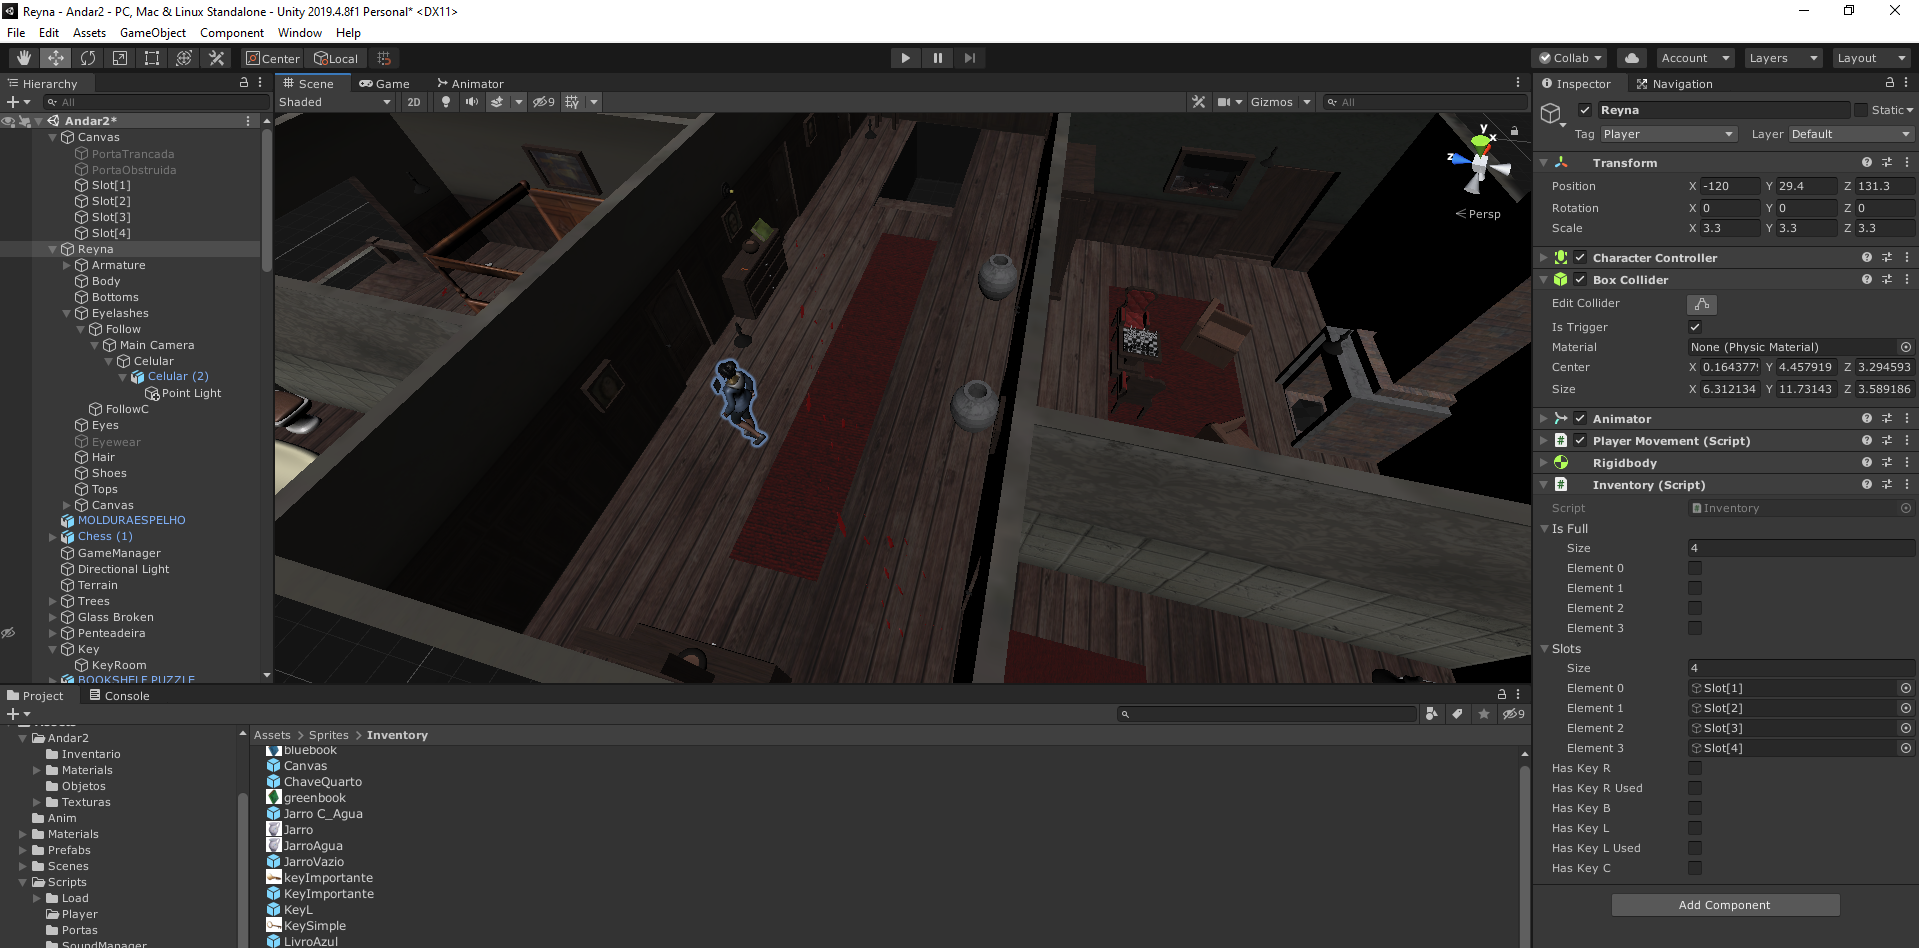 Reyna - Andar2 - PC, Mac & Linux Standalone - Unity 2019.4.8f1 Personal* <DX11>
File Edit Assets GameObject Component Window Help
Center Local Collab Account Layers Layout
Hierarchy
All
Andar2*
Canvas
PortaTrancada
PortaObstruida
Slot[1]
Slot[2]
Slot[3]
Slot[4]
Reyna
Armature
Body
Bottoms
Eyelashes
Follow
Main Camera
Celular
Celular (2)
Point Light
FollowC
Eyes
Eyewear
Hair
Shoes
Tops
Canvas
MOLDURAESPELHO
Chess (1)
GameManager
Directional Light
Terrain
Trees
Glass Broken
Penteadeira
Key
KeyRoom
BOOKSHELF PUZZLE
Scene Game Animator
Shaded 2D 9 Gizmos All
y
x
z
Persp
Inspector Navigation
Reyna Static
Tag Player Layer Default
Transform
Position X -120 Y 29.4 Z 131.3
Rotation X 0 Y 0 Z 0
Scale X 3.3 Y 3.3 Z 3.3
Character Controller
Box Collider
Edit Collider
Is Trigger
Material None (Physic Material)
Center X 0.164377 Y 4.457919 Z 3.294593
Size X 6.312134 Y 11.73143 Z 3.589186
Animator
Player Movement (Script)
Rigidbody
Inventory (Script)
Script Inventory
Is Full
Size 4
Element 0
Element 1
Element 2
Element 3
Slots
Size 4
Element 0 Slot[1]
Element 1 Slot[2]
Element 2 Slot[3]
Element 3 Slot[4]
Has Key R
Has Key R Used
Has Key B
Has Key L
Has Key L Used
Has Key C
Add Component
Project Console
9
Assets
Andar2
Inventario
Materials
Objetos
Texturas
Anim
Materials
Prefabs
Scenes
Scripts
Load
Player
Portas
SoundManager
Assets > Sprites > Inventory
bluebook
Canvas
ChaveQuarto
greenbook
Jarro C_Agua
Jarro
JarroAgua
JarroVazio
keyImportante
KeyImportante
KeyL
KeySimple
LivroAzul